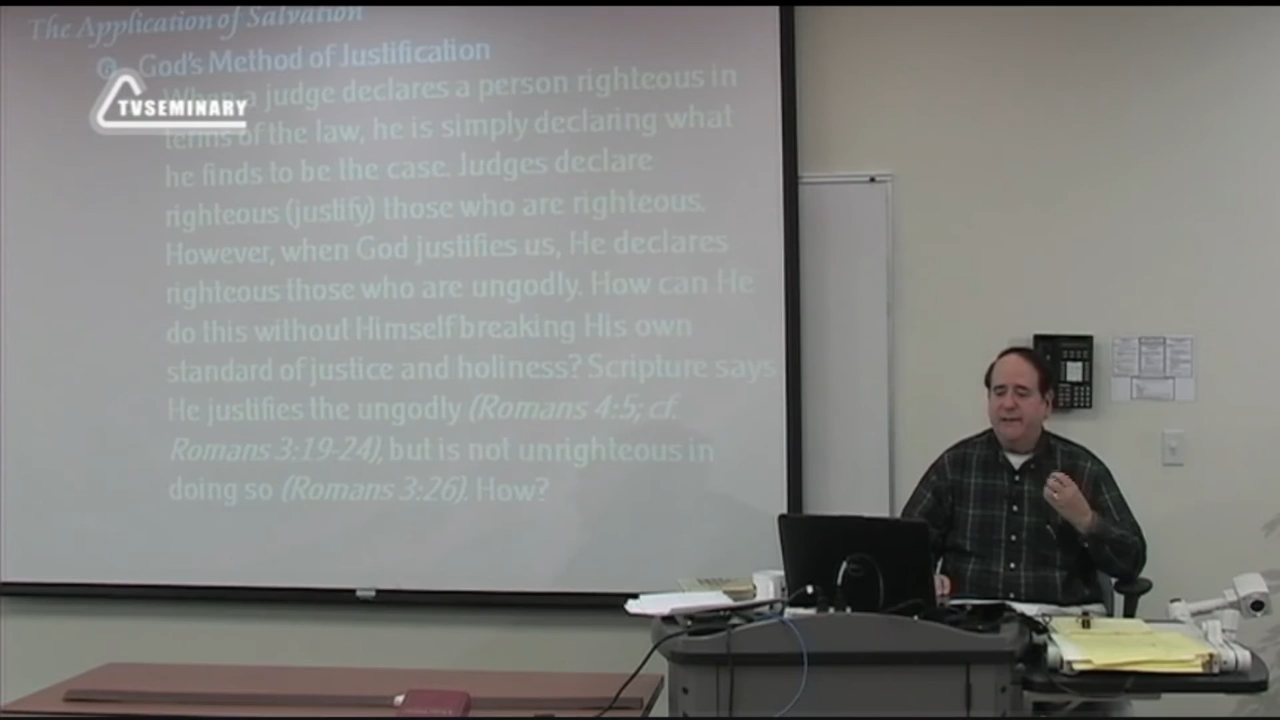 The Application of Salvation
God's Method of Justification
When a judge declares a person righteous in
TVSEMINARY
terms of the law, he is simply declaring what
he finds to be the case. Judges declare
righteous (justify) those who are righteous.
However, when God justifies us, He declares
righteous those who are ungodly. How can He
do this without Himself breaking His own
standard of justice and holiness? Scripture says
He justifies the ungodly (Romans 4:5; cf.
Romans 3:19-24), but is not unrighteous in
doing so (Romans 3:26). How?